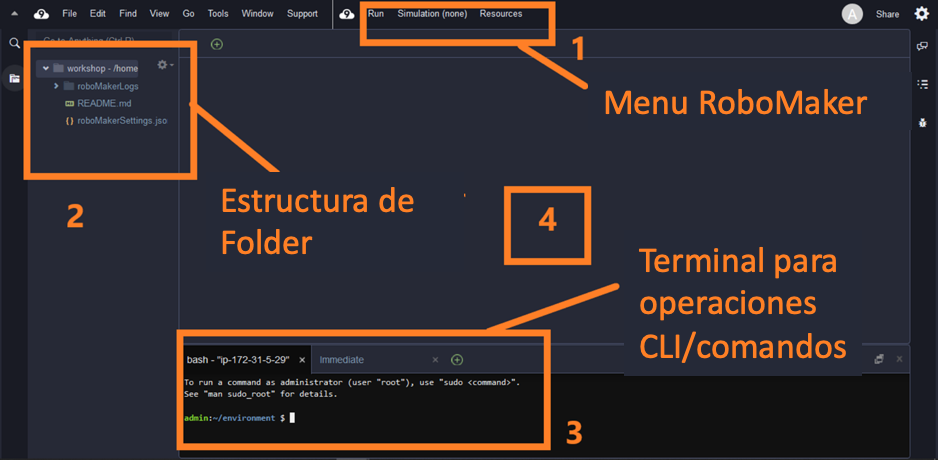 File Edit Find View Go Tools Window Support Run Simulation (none) Resources A Share
Go to Anything (Ctrl-P)
1
workshop - /home
roboMakerLogs
README.md
roboMakerSettings.jso
Menu RoboMaker
2
Estructura de
Folder
4
Terminal para
operaciones
CLI/comandos
bash - "ip-172-31-5-29" × Immediate ×
To run a command as administrator (user "root"), use "sudo <command>".
See "man sudo_root" for details.
admin:~/environment $
3